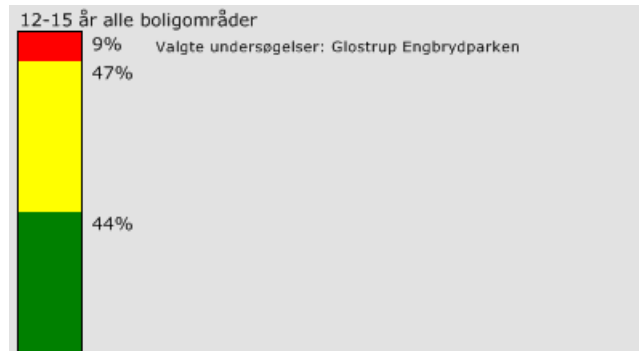 12-15 år alle boligområder
9% Valgte undersøgelser: Glostrup Engbrydparken
47%
44%